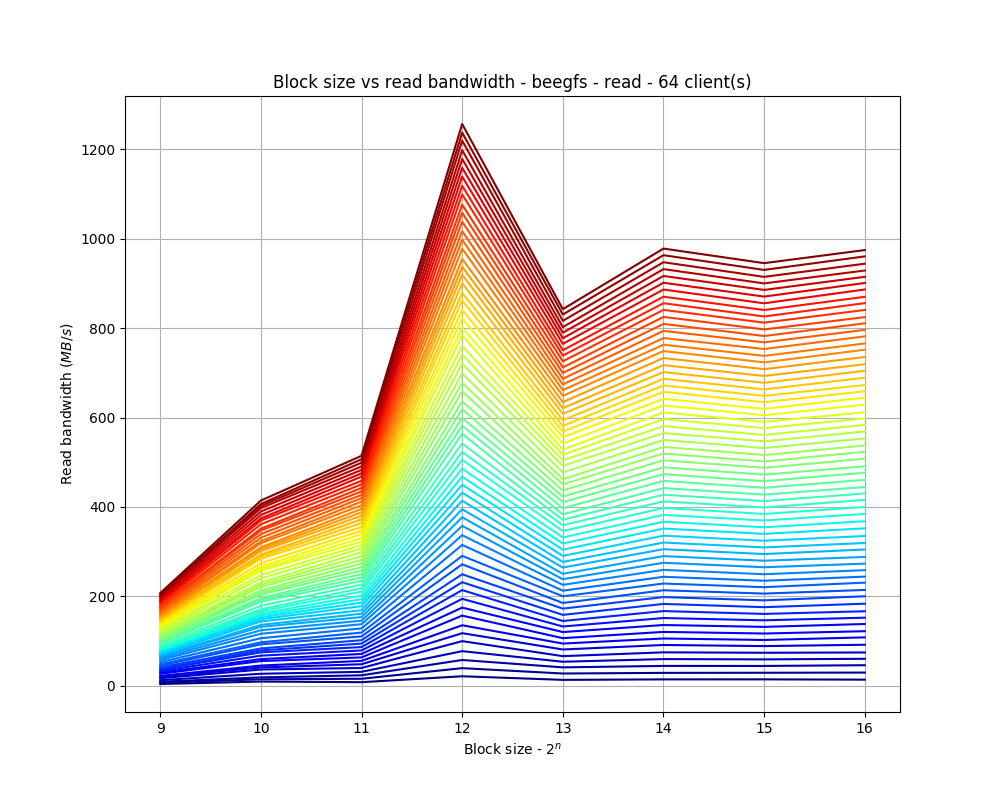 Block size vs read bandwidth - beegfs - read - 64 client(s)
1200
1000
800
600
400
200
0
Read bandwidth (MB/s)
9 10 11 12 13 14 15 16
Block size - 2^n